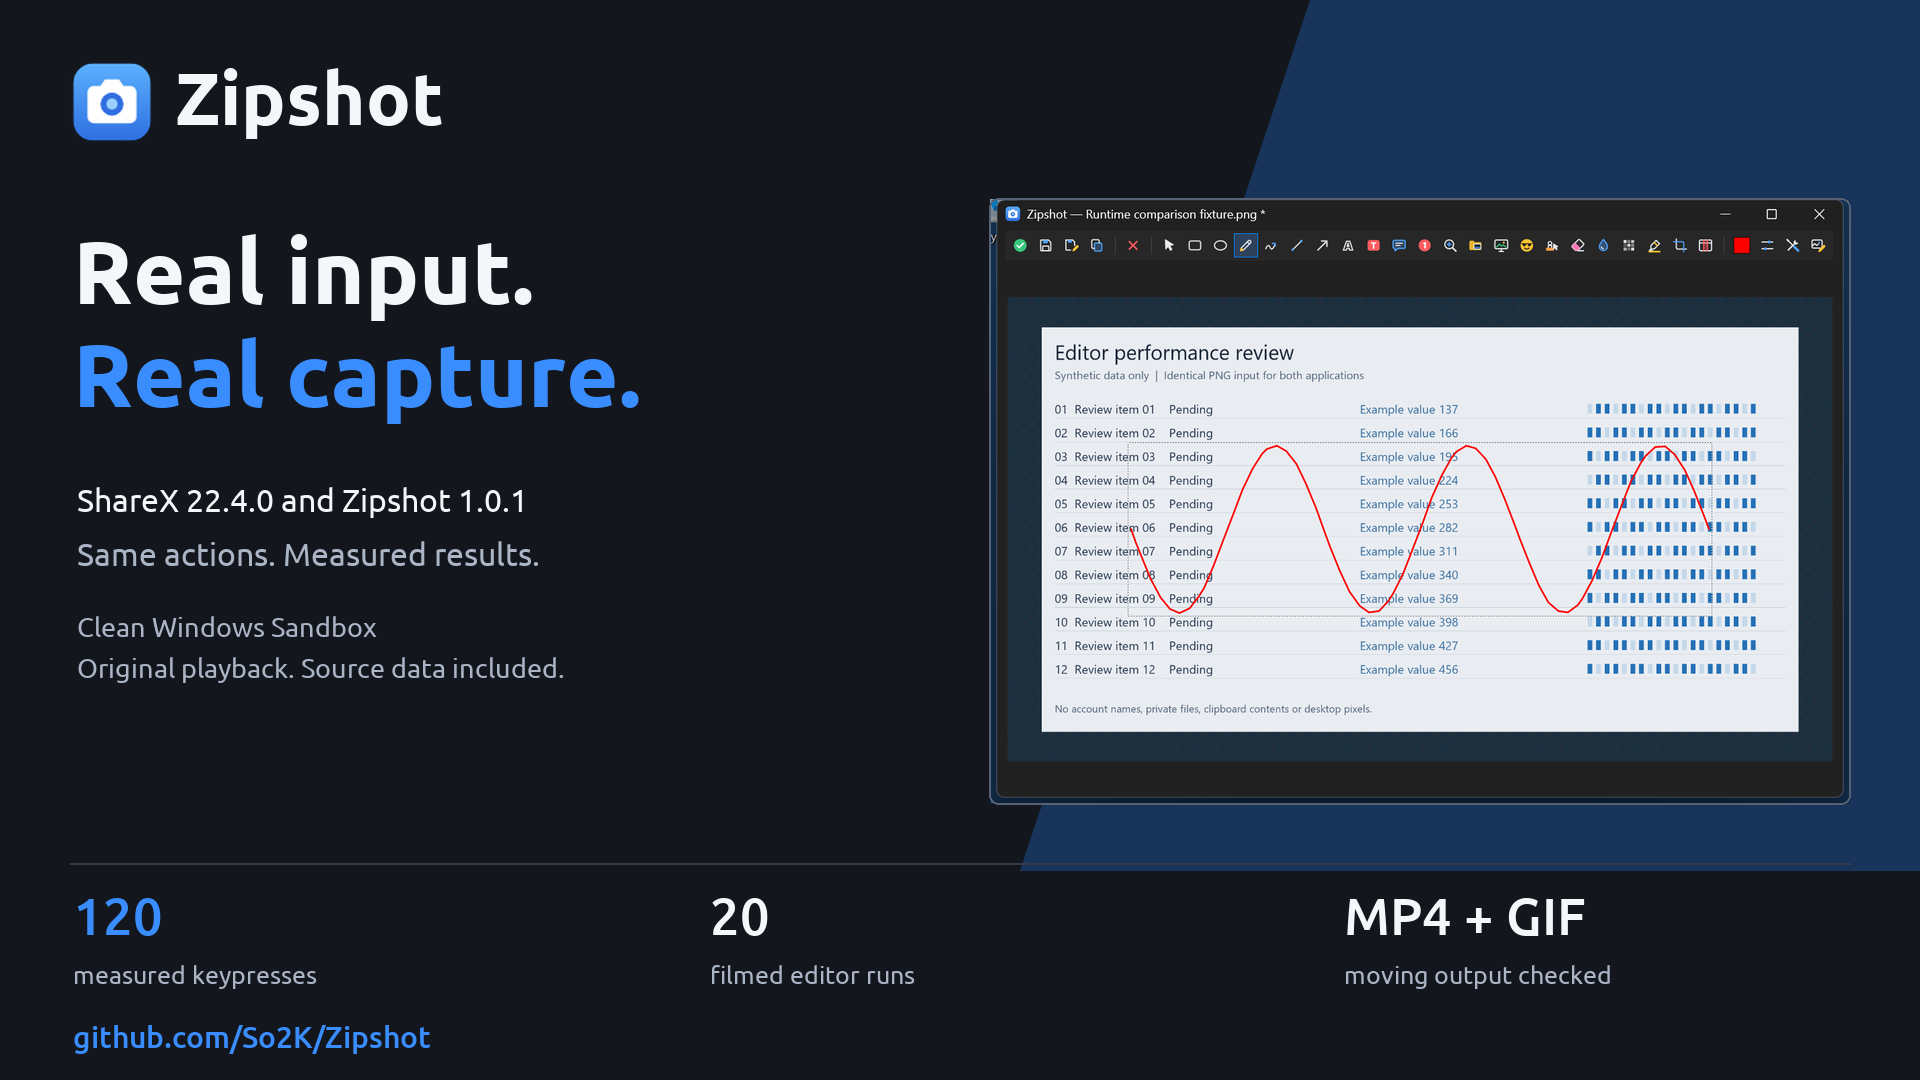 Zipshot
Real input.
Real capture.
ShareX 22.4.0 and Zipshot 1.0.1
Same actions. Measured results.
Clean Windows Sandbox
Original playback. Source data included.
Zipshot — Runtime comparison fixture.png *
Editor performance review
Synthetic data only | Identical PNG input for both applications
01 Review item 01 Pending Example value 137
02 Review item 02 Pending Example value 166
03 Review item 03 Pending Example value 195
04 Review item 04 Pending Example value 224
05 Review item 05 Pending Example value 253
06 Review item 06 Pending Example value 282
07 Review item 07 Pending Example value 311
08 Review item 08 Pending Example value 340
09 Review item 09 Pending Example value 369
10 Review item 10 Pending Example value 398
11 Review item 11 Pending Example value 427
12 Review item 12 Pending Example value 456
No account names, private files, clipboard contents or desktop pixels.
120
measured keypresses
20
filmed editor runs
MP4 + GIF
moving output checked
github.com/So2K/Zipshot